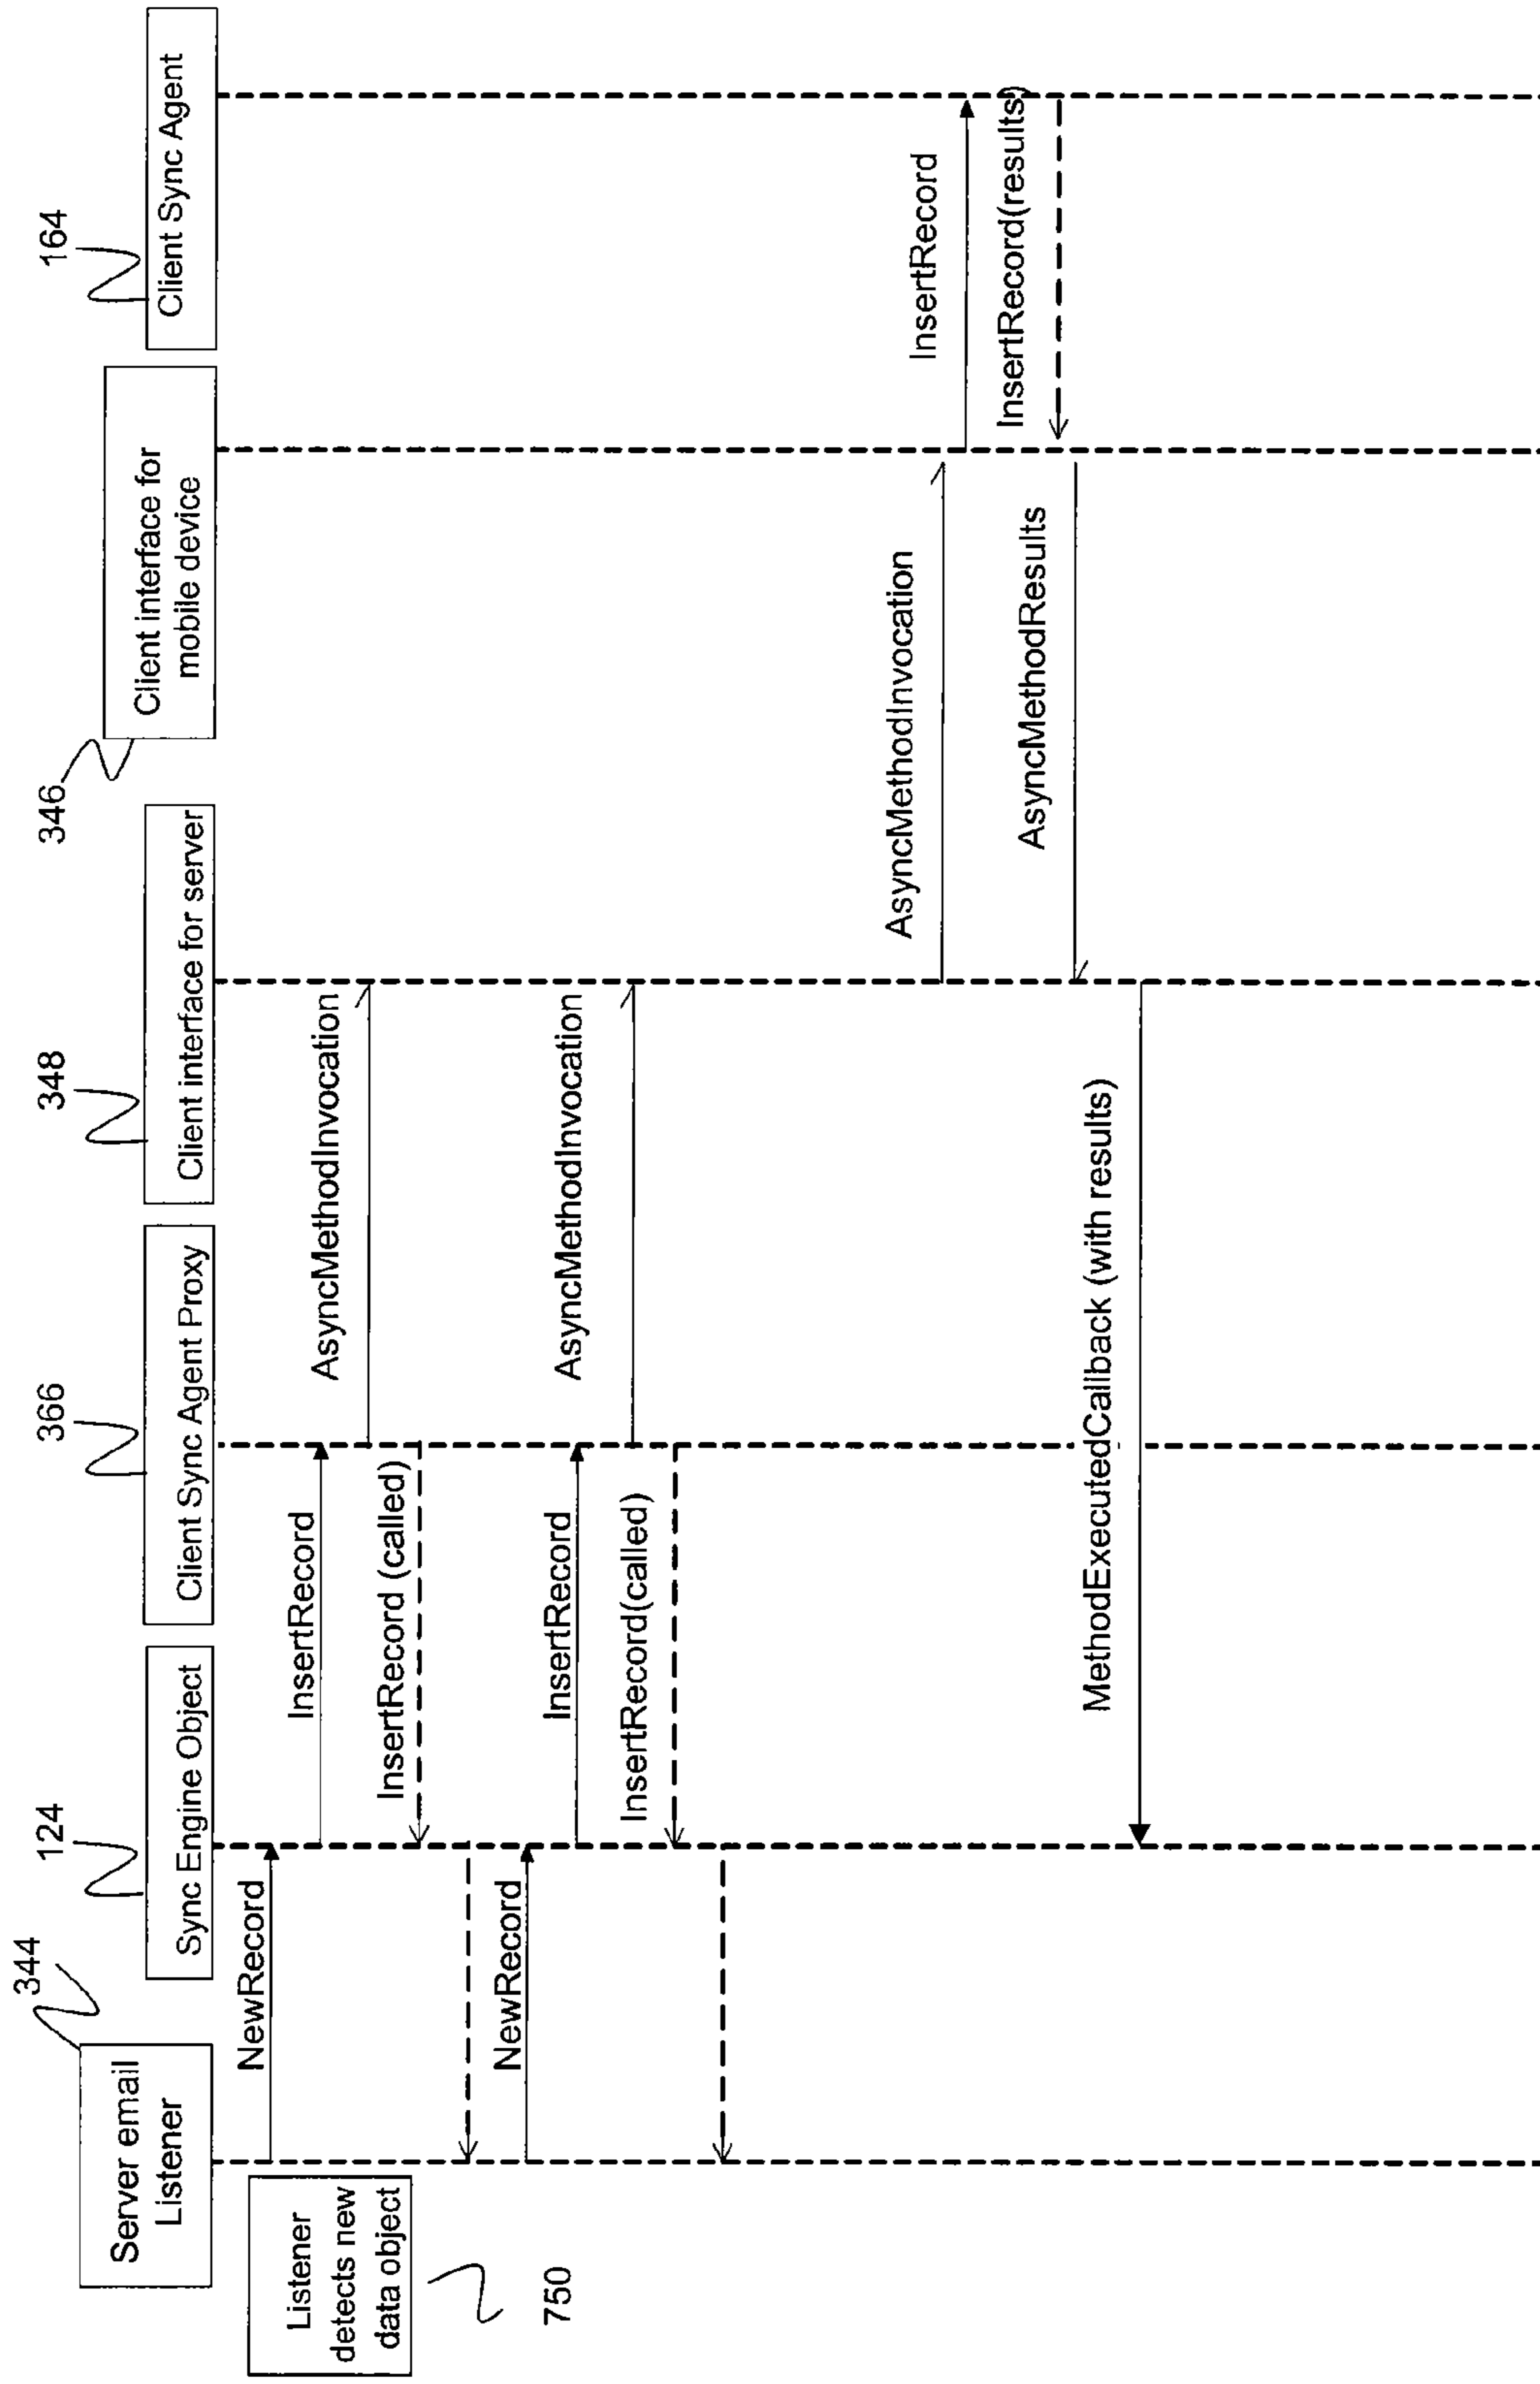 344
124
366
348
346
164
Server email
Listener
Sync Engine Object
Client Sync Agent Proxy
Client interface for server
Client interface for
mobile device
Client Sync Agent
Listener
detects new
data object
750
NewRecord
InsertRecord
AsyncMethodInvocation
InsertRecord (called)
NewRecord
InsertRecord
AsyncMethodInvocation
InsertRecord(called)
AsyncMethodInvocation
InsertRecord
InsertRecord(results)
AsyncMethodResults
MethodExecutedCallback (with results)